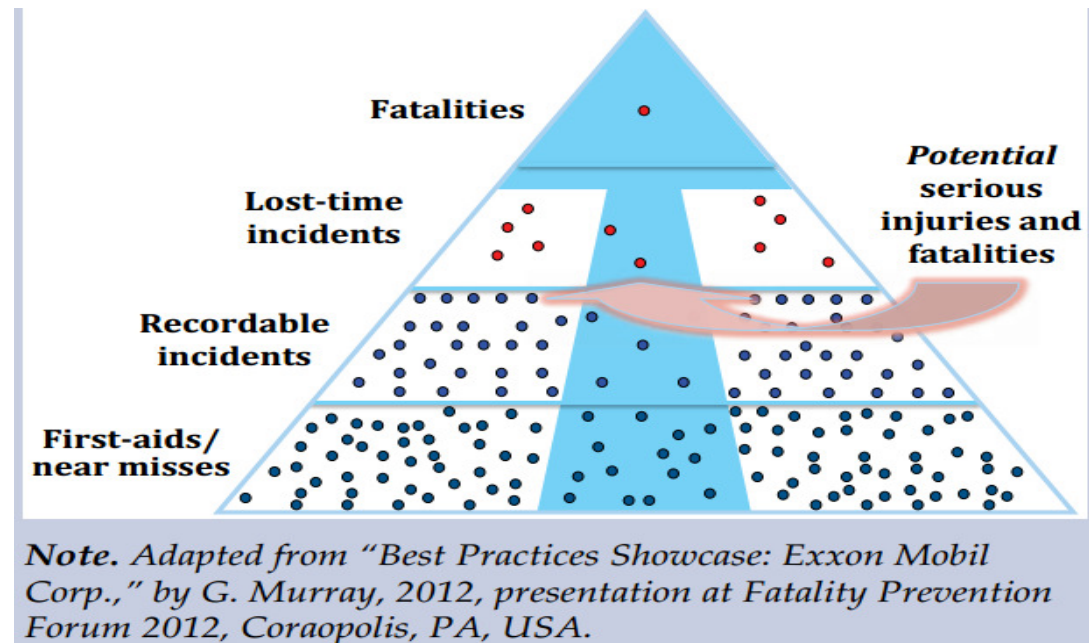 Fatalities
Lost-time
incidents
Recordable
incidents
First-aids/
near misses
Potential
serious
injuries and
fatalities
Note. Adapted from “Best Practices Showcase: Exxon Mobil
Corp.,” by G. Murray, 2012, presentation at Fatality Prevention
Forum 2012, Coraopolis, PA, USA.